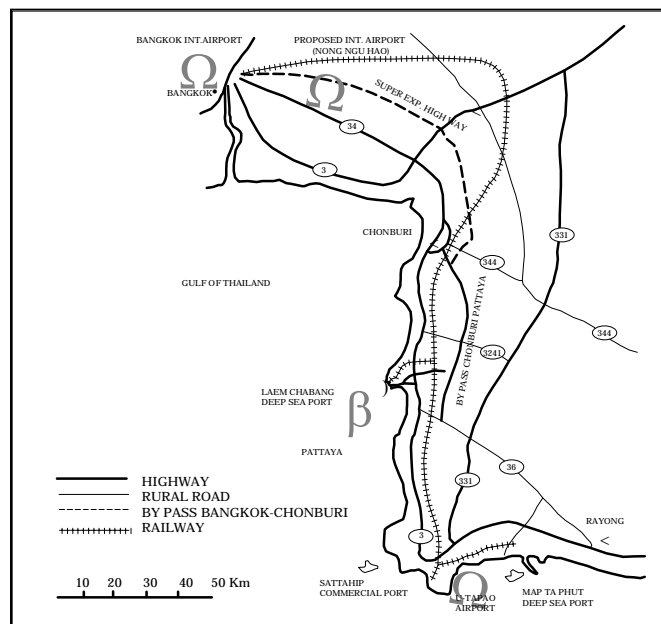 BANGKOK INT.AIRPORT
PROPOSED INT. AIRPORT
(NONG NGU HAO)
Ω
Ω
BANGKOK
SUPER EXP. HIGH WAY
34
3
CHONBURI
331
344
GULF OF THAILAND
344
3241
BY PASS CHONBURI PATTAYA
LAEM CHABANG
DEEP SEA PORT
β
PATTAYA
36
331
HIGHWAY
RURAL ROAD
BY PASS BANGKOK-CHONBURI
RAILWAY
RAYONG
3
10 20 30 40 50 Km
SATTAHIP
COMMERCIAL PORT
Ω
U-TAPAO
AIRPORT
MAP TA PHUT
DEEP SEA PORT